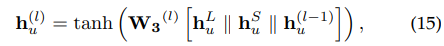 h_u^{(l)} = tanh ( W_3^{(l)} [ h_u^L ∥ h_u^S ∥ h_u^{(l-1)} ] ) , (15)